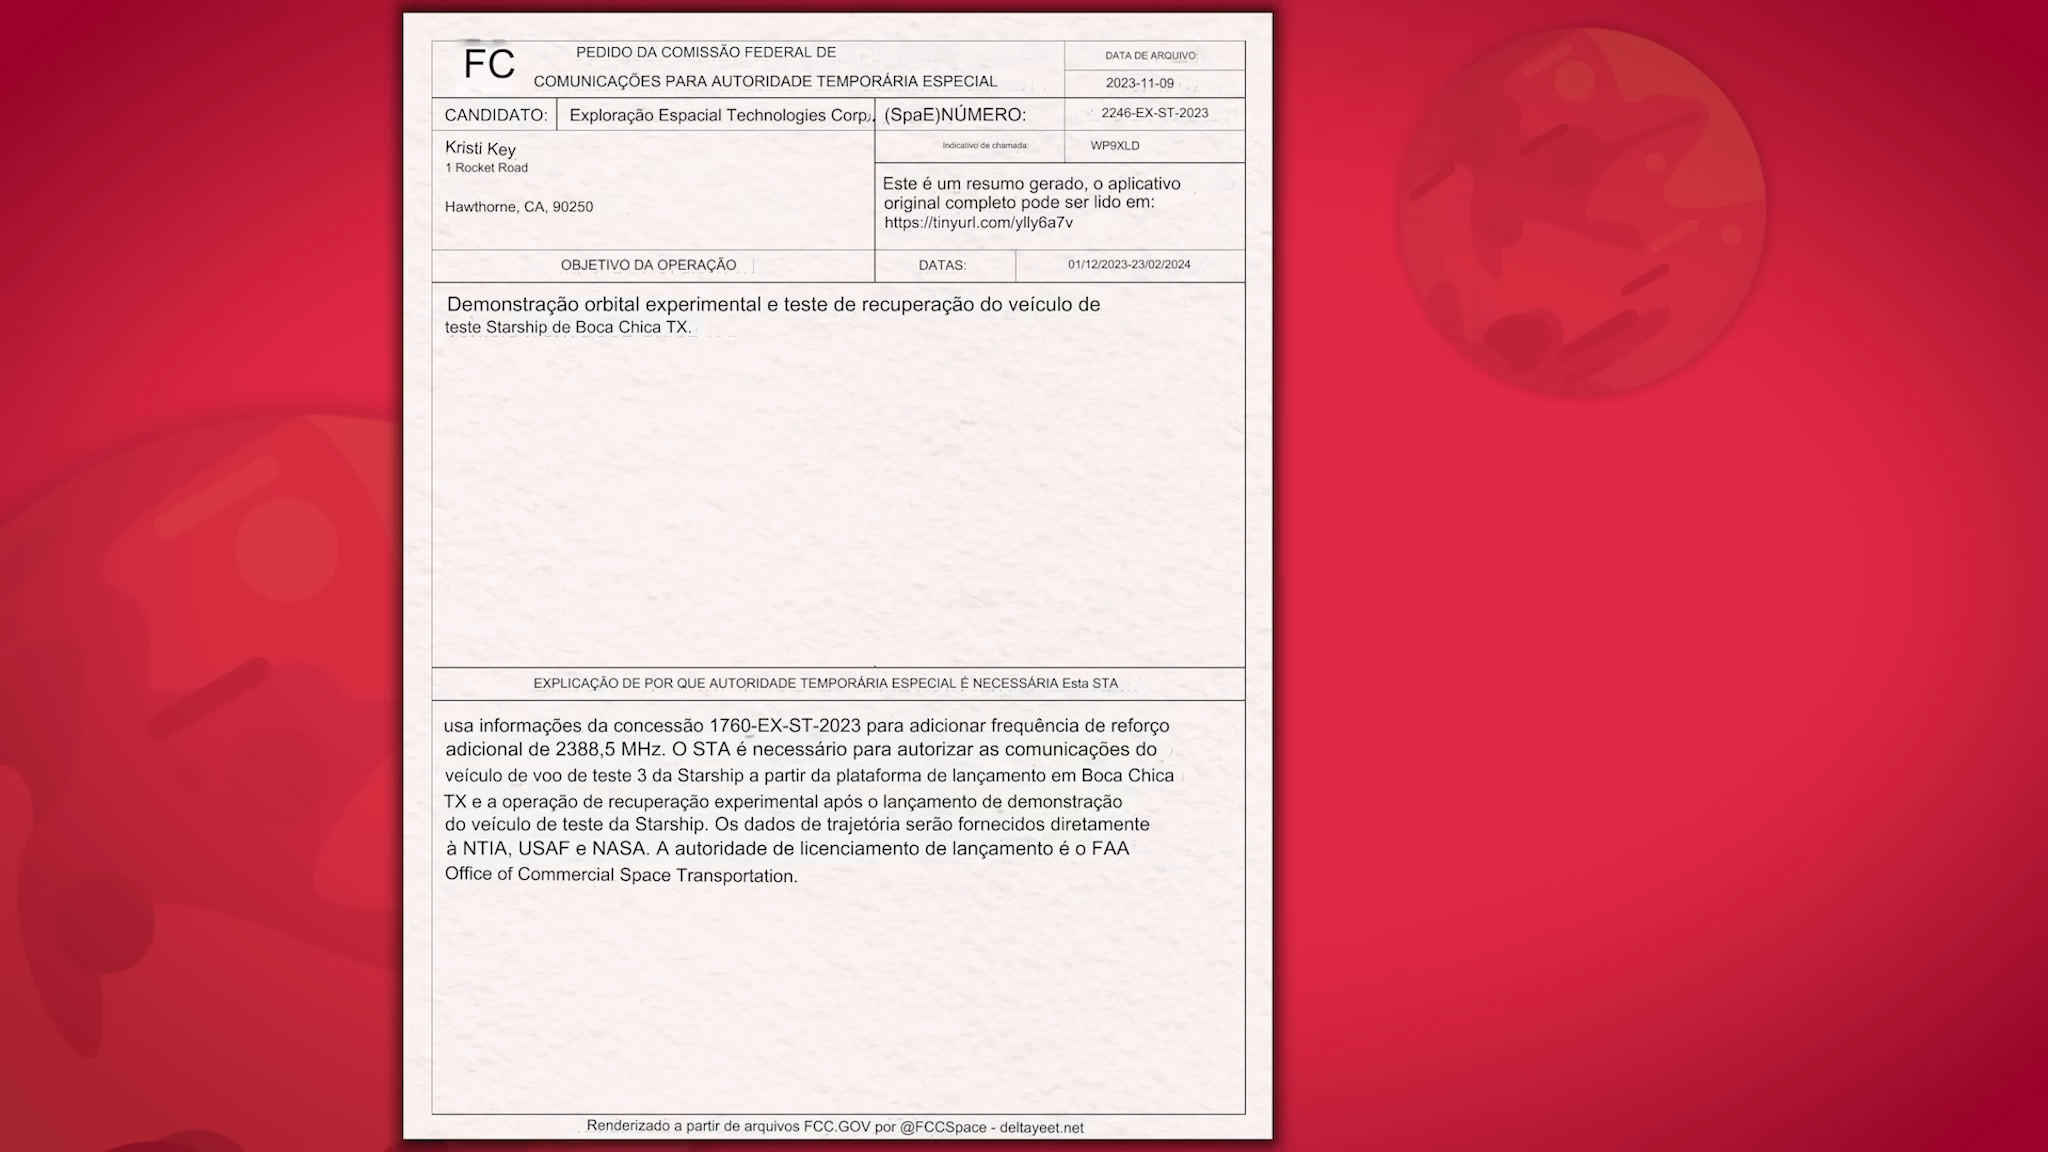 FC
PEDIDO DA COMISSÃO FEDERAL DE
COMUNICAÇÕES PARA AUTORIDADE TEMPORÁRIA ESPECIAL
DATA DE ARQUIVO:
2023-11-09
CANDIDATO:
Exploração Espacial Technologies Corp.
(SpaE)NÚMERO:
2246-EX-ST-2023
Kristi Key
1 Rocket Road
Hawthorne, CA, 90250
Indicativo de chamada:
WP9XLD
Este é um resumo gerado, o aplicativo
original completo pode ser lido em:
https://tinyurl.com/ylly6a7v
OBJETIVO DA OPERAÇÃO
DATAS:
01/12/2023-23/02/2024
Demonstração orbital experimental e teste de recuperação do veículo de
teste Starship de Boca Chica TX.
EXPLICAÇÃO DE POR QUE AUTORIDADE TEMPORÁRIA ESPECIAL É NECESSÁRIA Esta STA
usa informações da concessão 1760-EX-ST-2023 para adicionar frequência de reforço
adicional de 2388,5 MHz. O STA é necessário para autorizar as comunicações do
veículo de voo de teste 3 da Starship a partir da plataforma de lançamento em Boca Chica
TX e a operação de recuperação experimental após o lançamento de demonstração
do veículo de teste da Starship. Os dados de trajetória serão fornecidos diretamente
à NTIA, USAF e NASA. A autoridade de licenciamento de lançamento é o FAA
Office of Commercial Space Transportation.
Renderizado a partir de arquivos FCC.GOV por @FCCSpace - deltayeet.net